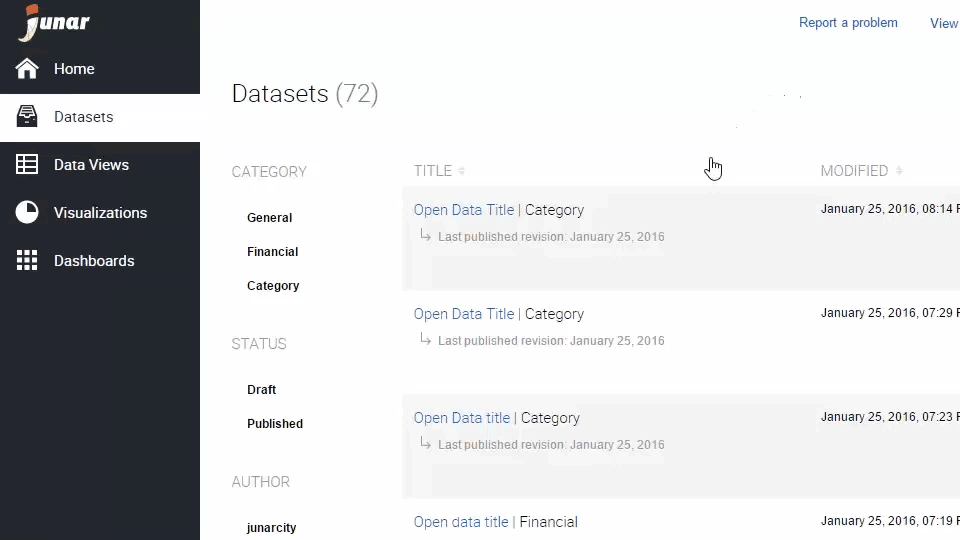 junar
Report a problem
View
Home
Datasets
Data Views
Visualizations
Dashboards
Datasets (72)
CATEGORY
General
Financial
Category
STATUS
Draft
Published
AUTHOR
junarcity
TITLE
MODIFIED
Open Data Title | Category
January 25, 2016, 08:14 P
Last published revision: January 25, 2016
Open Data Title | Category
January 25, 2016, 07:29 P
Last published revision: January 25, 2016
Open Data title | Category
January 25, 2016, 07:23 P
Last published revision: January 25, 2016
Open data title | Financial
January 25, 2016, 07:19 P